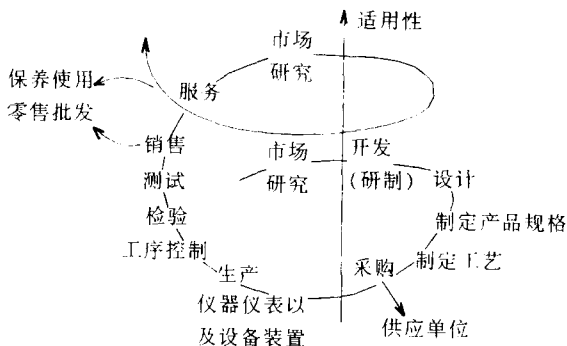 适用性
市场
研究
保养使用
零售批发
服务
销售
市场
研究
开发
(研制)
设计
测试
检验
制定产品规格
工序控制
制定工艺
生产
采购
仪器仪表以
及设备装置
供应单位